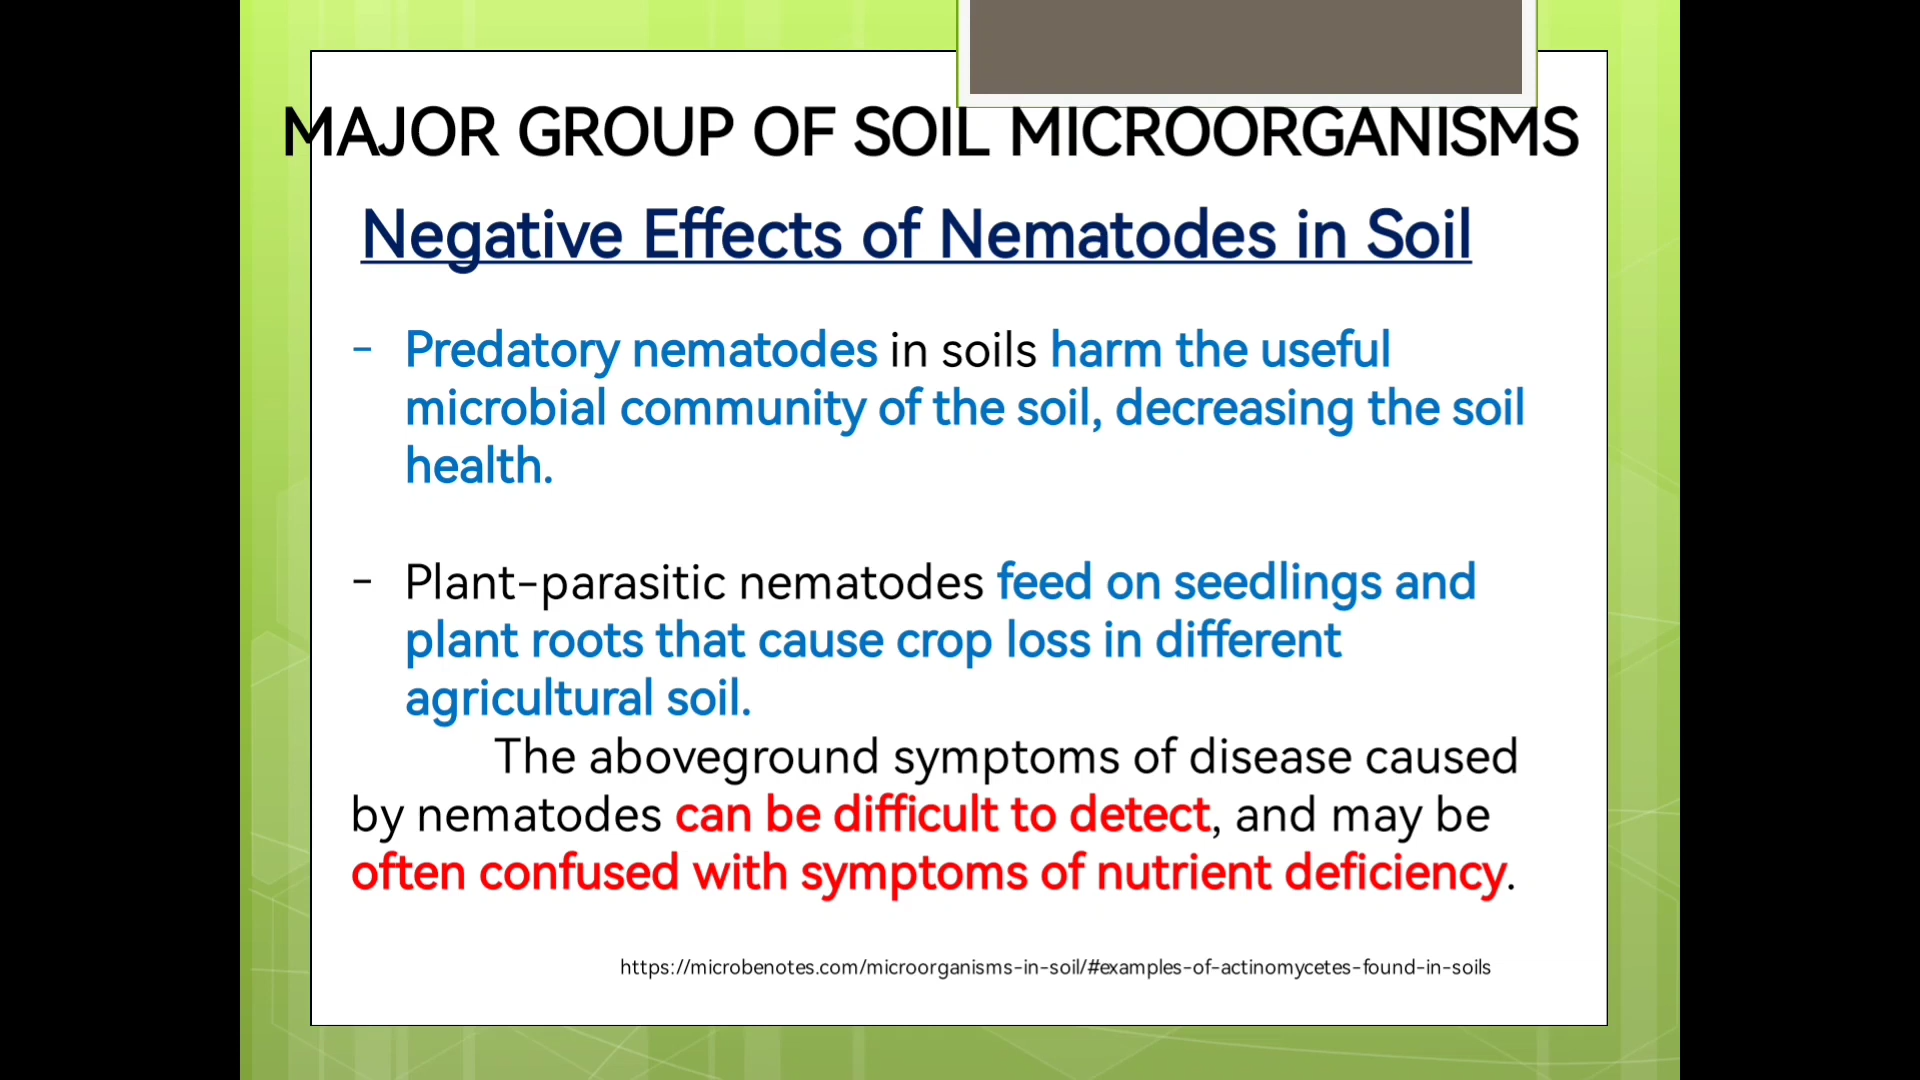 MAJOR GROUP OF SOIL MICROORGANISMS
Negative Effects of Nematodes in Soil
- Predatory nematodes in soils harm the useful
microbial community of the soil, decreasing the soil
health.
- Plant-parasitic nematodes feed on seedlings and
plant roots that cause crop loss in different
agricultural soil.
The aboveground symptoms of disease caused
by nematodes can be difficult to detect, and may be
often confused with symptoms of nutrient deficiency.
https://microbenotes.com/microorganisms-in-soil/#examples-of-actinomycetes-found-in-soils